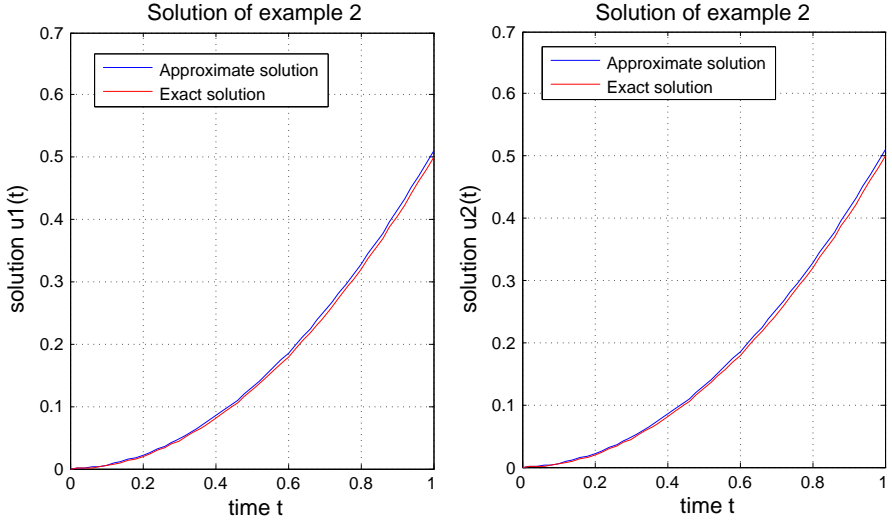 Solution of example 2
0.7
0.6
0.5
0.4
0.3
0.2
0.1
0
solution u1(t)
Approximate solution
Exact solution
0
0.2
0.4
0.6
0.8
1
time t
Solution of example 2
0.7
0.6
0.5
0.4
0.3
0.2
0.1
0
solution u2(t)
Approximate solution
Exact solution
0
0.2
0.4
0.6
0.8
1
time t